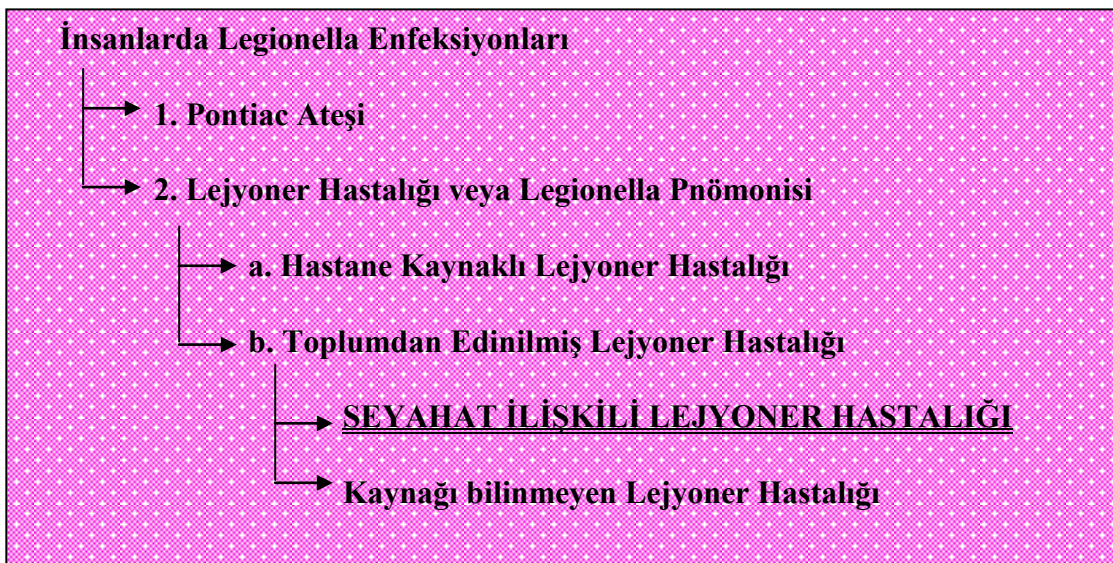 İnsanlarda Legionella Enfeksiyonları
1. Pontiac Ateşi
2. Lejyoner Hastalığı veya Legionella Pnömonisi
a. Hastane Kaynaklı Lejyoner Hastalığı
b. Toplumdan Edinilmiş Lejyoner Hastalığı
SEYAHAT İLİŞKİLİ LEJYONER HASTALIĞI
Kaynağı bilinmeyen Lejyoner Hastalığı